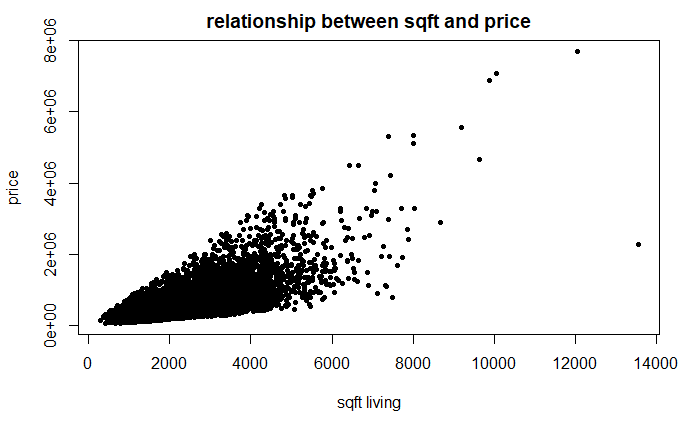 relationship between sqft and price
8e+06
6e+06
4e+06
2e+06
0e+00
price
0 2000 4000 6000 8000 10000 12000 14000
sqft living